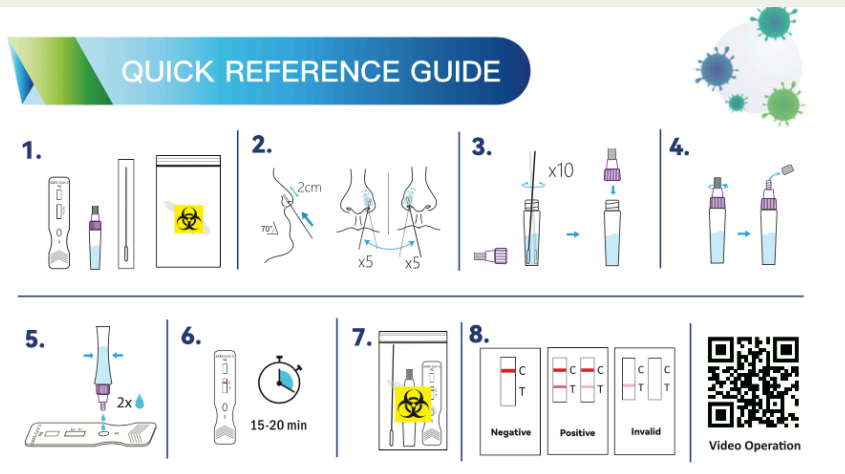 QUICK REFERENCE GUIDE
1.
2.
2cm
70°
x5
x5
3.
x10
4.
5.
2x
6.
15-20 min
7.
8.
C
T
Negative
C
C
T
T
Positive
C
C
T
T
Invalid
Video Operation